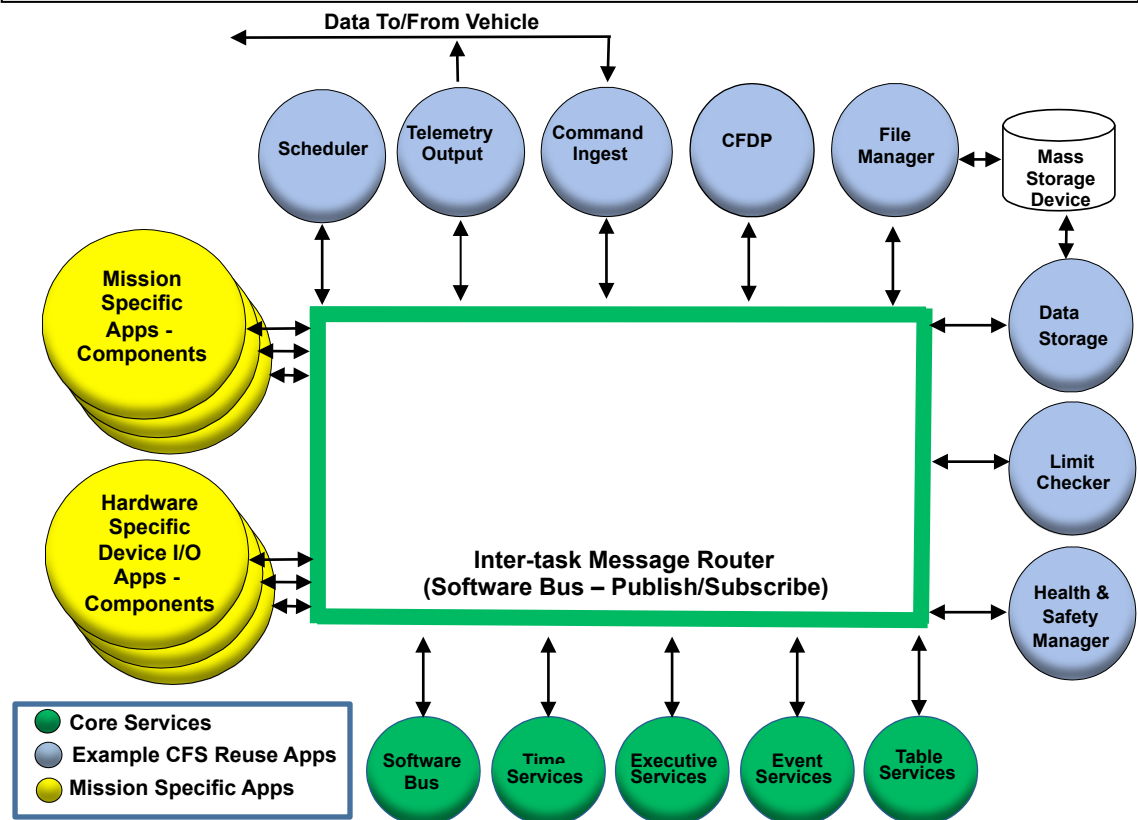 Data To/From Vehicle
Scheduler
Telemetry
Output
Command
Ingest
CFDP
File
Manager
Mass
Storage
Device
Mission
Specific
Apps -
Components
Data
Storage
Limit
Checker
Hardware
Specific
Device I/O
Apps -
Components
Inter-task Message Router
(Software Bus – Publish/Subscribe)
Health &
Safety
Manager
Core Services
Example CFS Reuse Apps
Mission Specific Apps
Software
Bus
Time
Services
Executive
Services
Event
Services
Table
Services